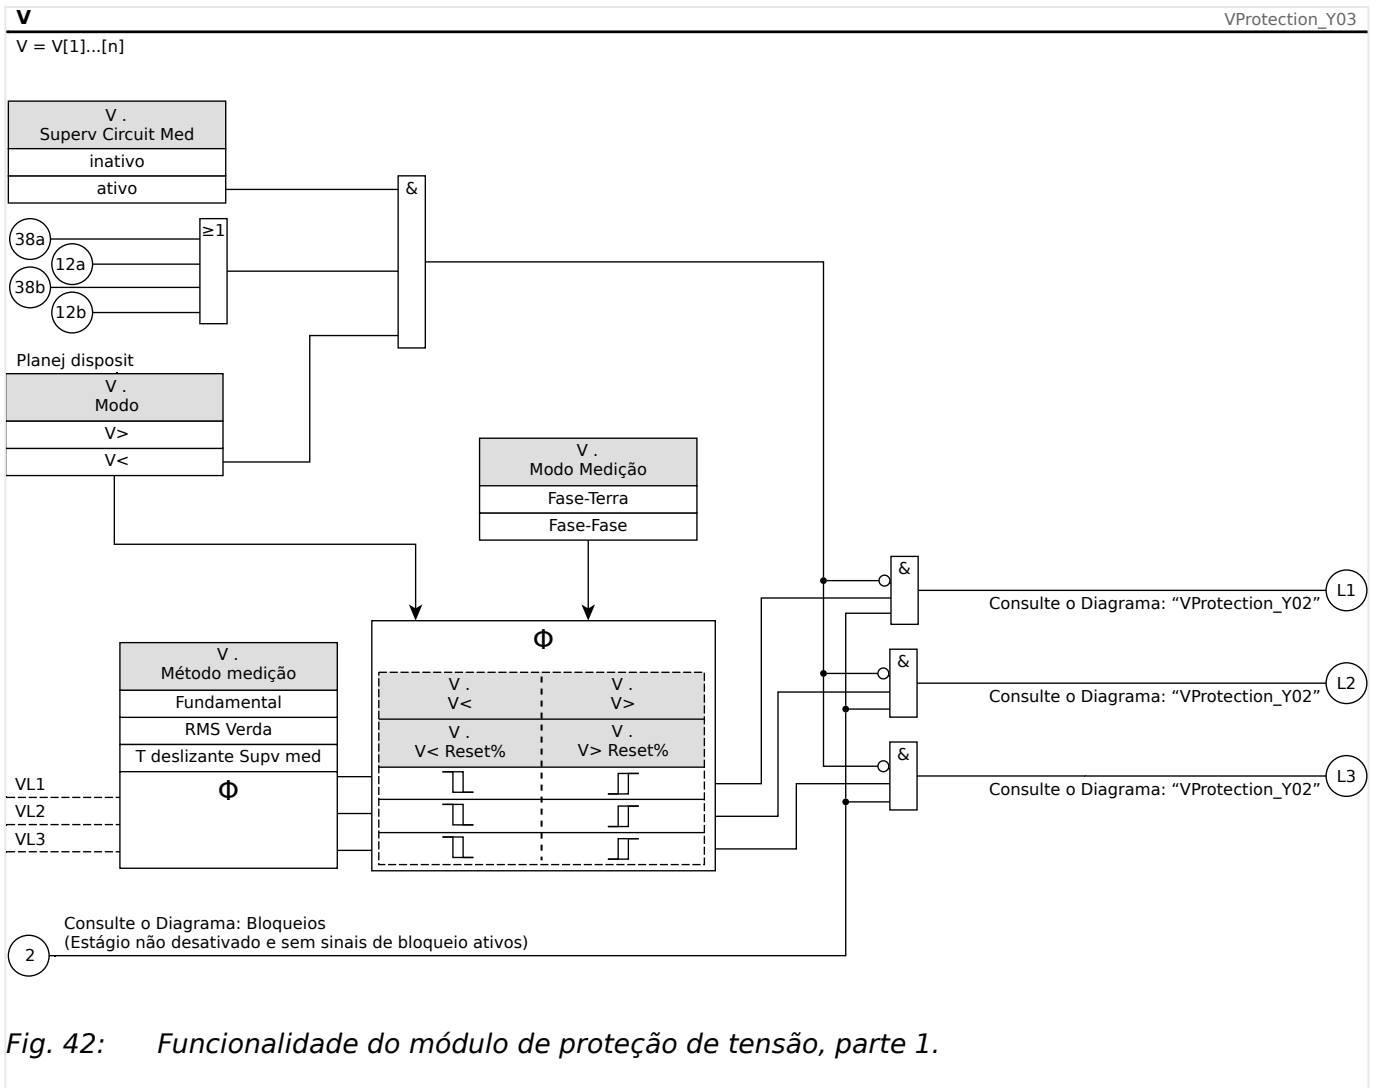 V
VProtection_Y03
V = V[1]...[n]
V .
Superv Circuit Med
inativo
ativo
&
38a
≥1
12a
38b
12b
Planej disposit
V .
Modo
V>
V<
V .
Modo Medição
Fase-Terra
Fase-Fase
&
L1
Consulte o Diagrama: “VProtection_Y02”
&
L2
Consulte o Diagrama: “VProtection_Y02”
&
L3
Consulte o Diagrama: “VProtection_Y02”
V .
Método medição
Fundamental
RMS Verda
T deslizante Supv med
Φ
VL1
VL2
VL3
Φ
V .
V<
V .
V>
V .
V< Reset%
V .
V> Reset%
Consulte o Diagrama: Bloqueios
(Estágio não desativado e sem sinais de bloqueio ativos)
2
Fig. 42: Funcionalidade do módulo de proteção de tensão, parte 1.